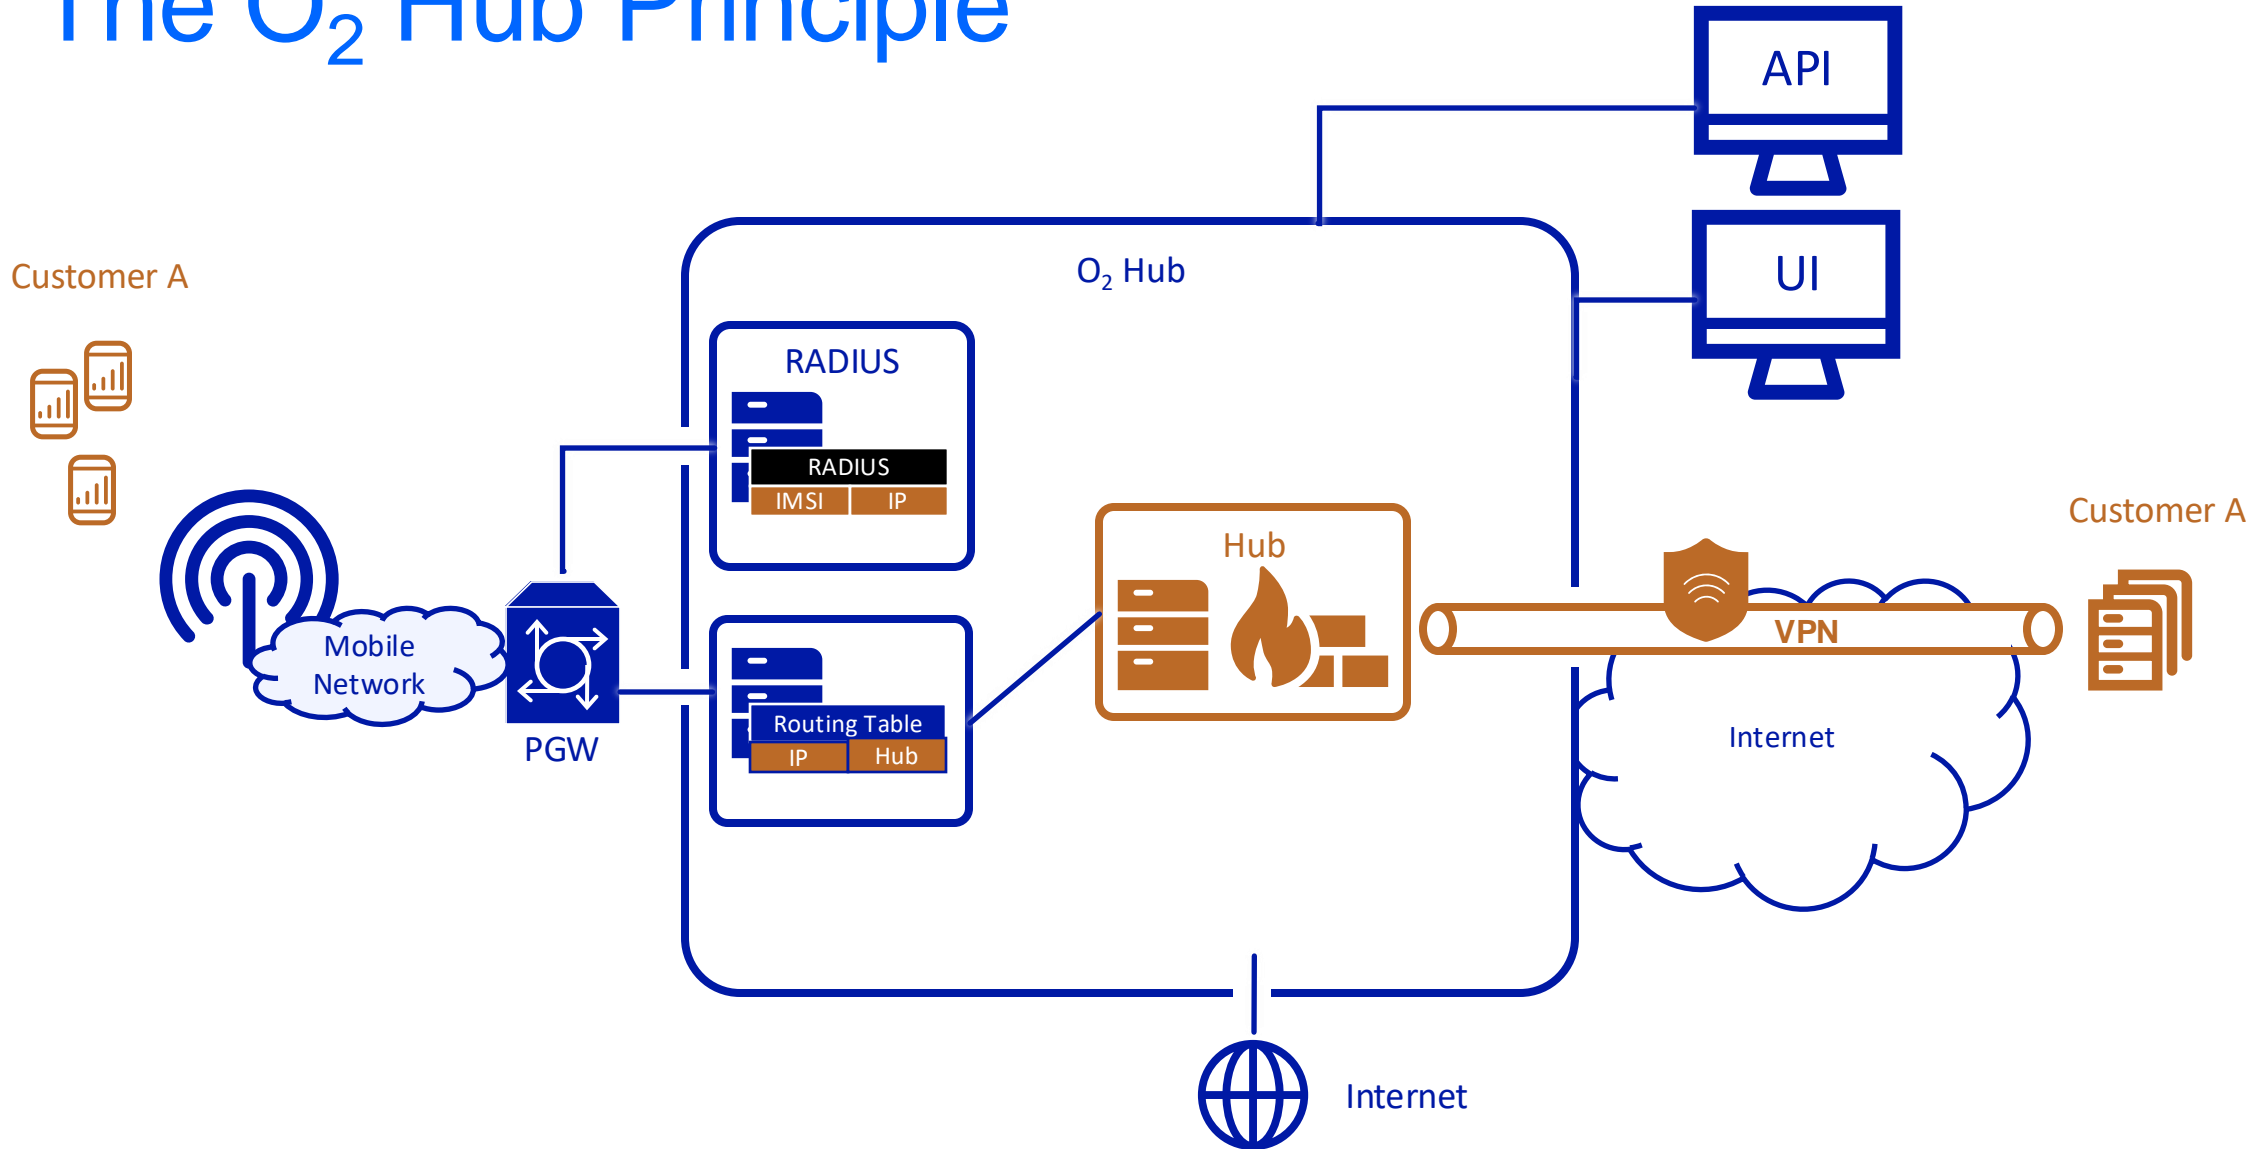 The O₂ Hub Principle
API
UI
O₂ Hub
Customer A
RADIUS
RADIUS
IMSI IP
Hub
Customer A
VPN
Mobile
Network
Routing Table
IP Hub
PGW
Internet
Internet